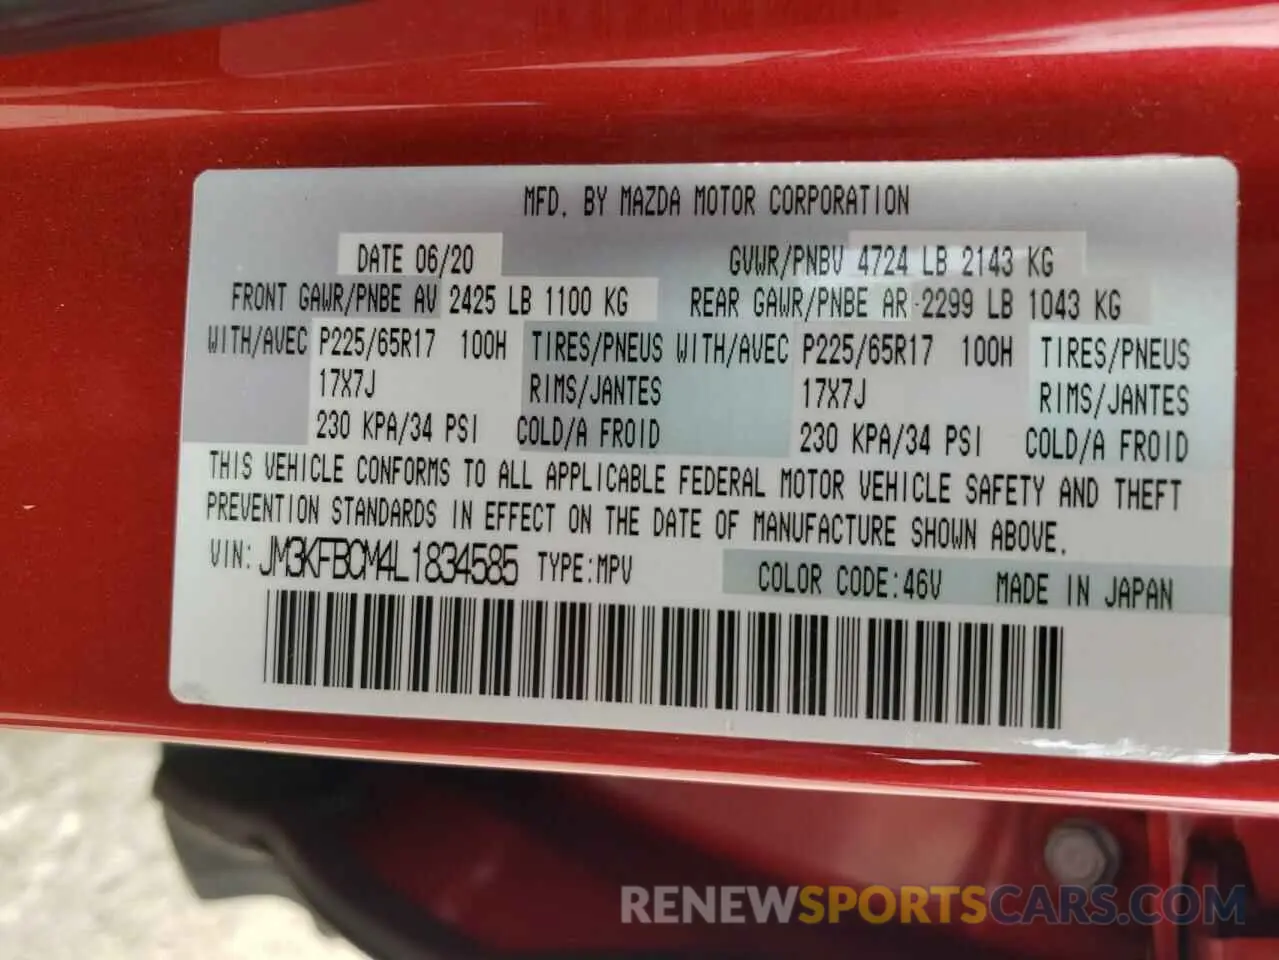 MFD. BY MAZDA MOTOR CORPORATION
DATE 06/20 GVWR/PNBV 4724 LB 2143 KG
FRONT GAWR/PNBE AV 2425 LB 1100 KG REAR GAWR/PNBE AR 2299 LB 1043 KG
WITH/AVEC P225/65R17 100H TIRES/PNEUS WITH/AVEC P225/65R17 100H TIRES/PNEUS
17X7J RIMS/JANTES 17X7J RIMS/JANTES
230 KPA/34 PSI COLD/A FROID 230 KPA/34 PSI COLD/A FROID
THIS VEHICLE CONFORMS TO ALL APPLICABLE FEDERAL MOTOR VEHICLE SAFETY AND THEFT
PREVENTION STANDARDS IN EFFECT ON THE DATE OF MANUFACTURE SHOWN ABOVE.
VIN: JM3KFBCM4L1834585 TYPE:MPV COLOR CODE:46V MADE IN JAPAN
RENEWSPORTSCARS.COM